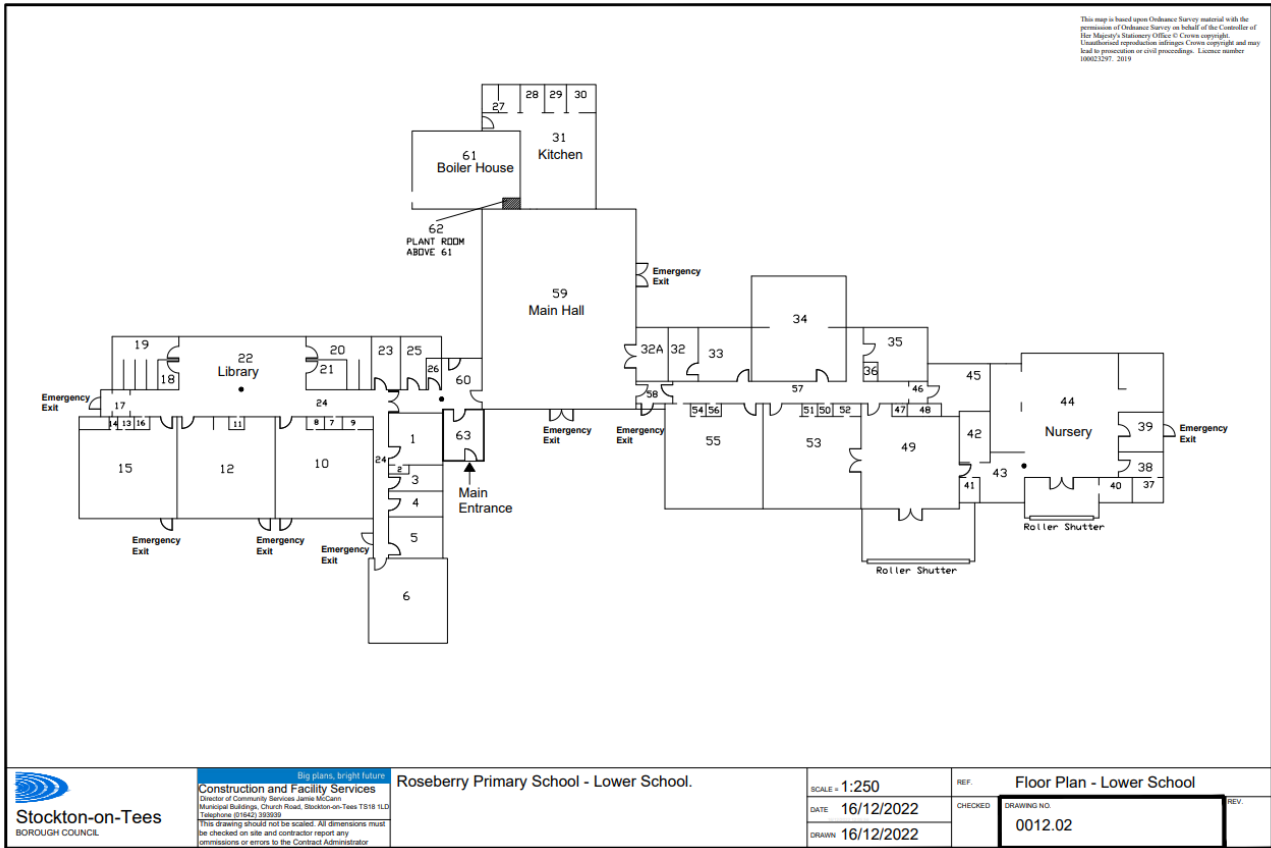 This map is based upon Ordnance Survey material with the
permission of Ordnance Survey on behalf of the Controller of
Her Majesty's Stationery Office © Crown copyright.
Unauthorised reproduction infringes Crown copyright and may
lead to prosecution or civil proceedings. Licence number
100023297. 2019
27
28
29
30
31
Kitchen
61
Boiler House
62
PLANT ROOM
ABOVE 61
59
Main Hall
Emergency
Exit
34
32A
32
33
35
36
19
18
22
Library
20
21
23
25
26
60
Emergency
Exit
17
24
58
57
46
45
44
Nursery
14
13
16
11
8
7
9
1
63
Emergency
Exit
Emergency
Exit
54
56
51
50
52
47
48
15
12
10
24
2
3
4
5
6
Main
Entrance
55
53
49
42
41
43
39
38
37
40
Emergency
Exit
Emergency
Exit
Emergency
Exit
Emergency
Exit
Roller Shutter
Roller Shutter
Stockton-on-Tees
BOROUGH COUNCIL
Big plans, bright future
Construction and Facility Services
Director of Community Services Jamie McCann
Municipal Buildings, Church Road, Stockton-on-Tees TS18 1LD
Telephone (01642) 393939
This drawing should not be scaled. All dimensions must
be checked on site and contractor report any
ommissions or errors to the Contract Administrator
Roseberry Primary School - Lower School.
SCALE = 1:250
DATE 16/12/2022
DRAWN 16/12/2022
REF. Floor Plan - Lower School
CHECKED
DRAWING NO.
0012.02
REV.